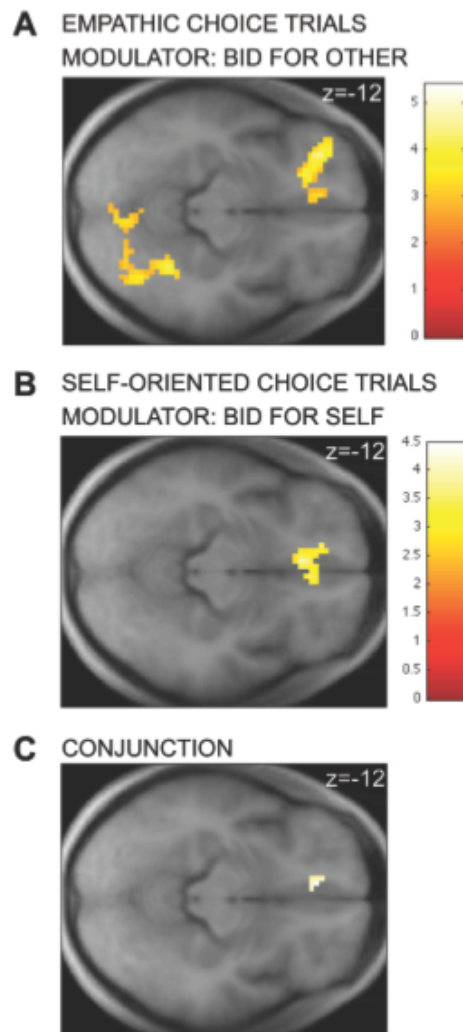 A EMPATHIC CHOICE TRIALS
MODULATOR: BID FOR OTHER
z=-12
5
4
3
2
1
0
B SELF-ORIENTED CHOICE TRIALS
MODULATOR: BID FOR SELF
z=-12
4.5
4
3.5
3
2.5
2
1.5
1
0.5
0
C CONJUNCTION
z=-12